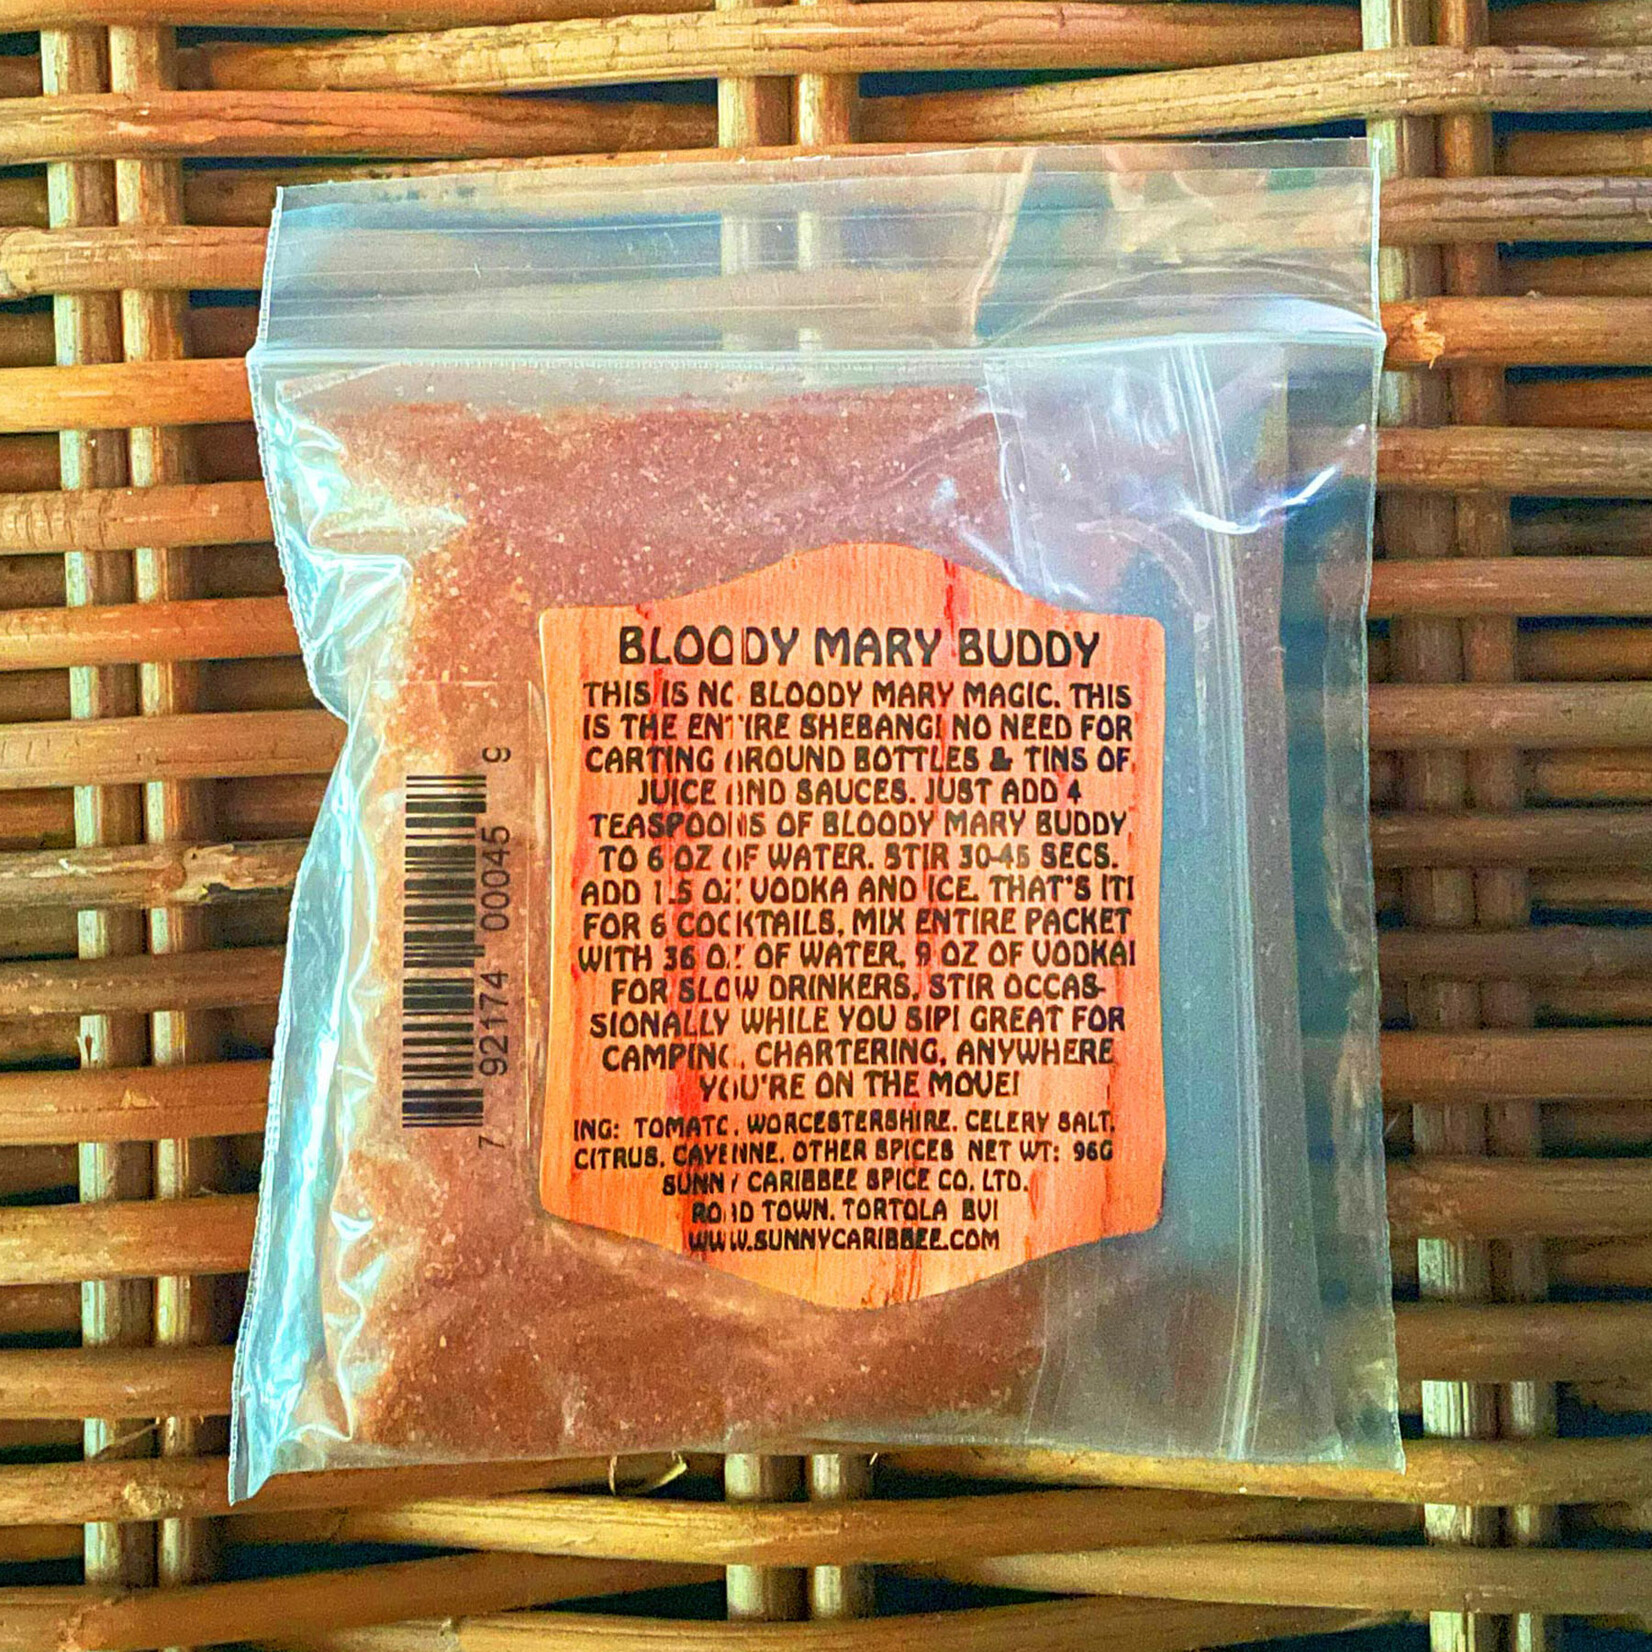 BLOODY MARY BUDDY
THIS IS NO BLOODY MARY MAGIC. THIS
IS THE ENTIRE SHEBANG! NO NEED FOR
CARTING AROUND BOTTLES & TINS OF
JUICE AND SAUCES. JUST ADD 4
TEASPOONS OF BLOODY MARY BUDDY
TO 6 OZ OF WATER. STIR 30-45 SECS.
ADD 1.5 OZ VODKA AND ICE. THAT'S IT!
FOR 6 COCKTAILS, MIX ENTIRE PACKET
WITH 36 OZ OF WATER, 9 OZ OF VODKA!
FOR SLOW DRINKERS, STIR OCCAS-
SIONALLY WHILE YOU SIP! GREAT FOR
CAMPING, CHARTERING, ANYWHERE
YOU'RE ON THE MOVE!
ING: TOMATO, WORCESTERSHIRE, CELERY SALT,
CITRUS, CAYENNE, OTHER SPICES NET WT: 96G
SUNNY CARIBBEE SPICE CO. LTD.
ROAD TOWN, TORTOLA BVI
WWW.SUNNYCARIBBEE.COM
7 92174 00045 9